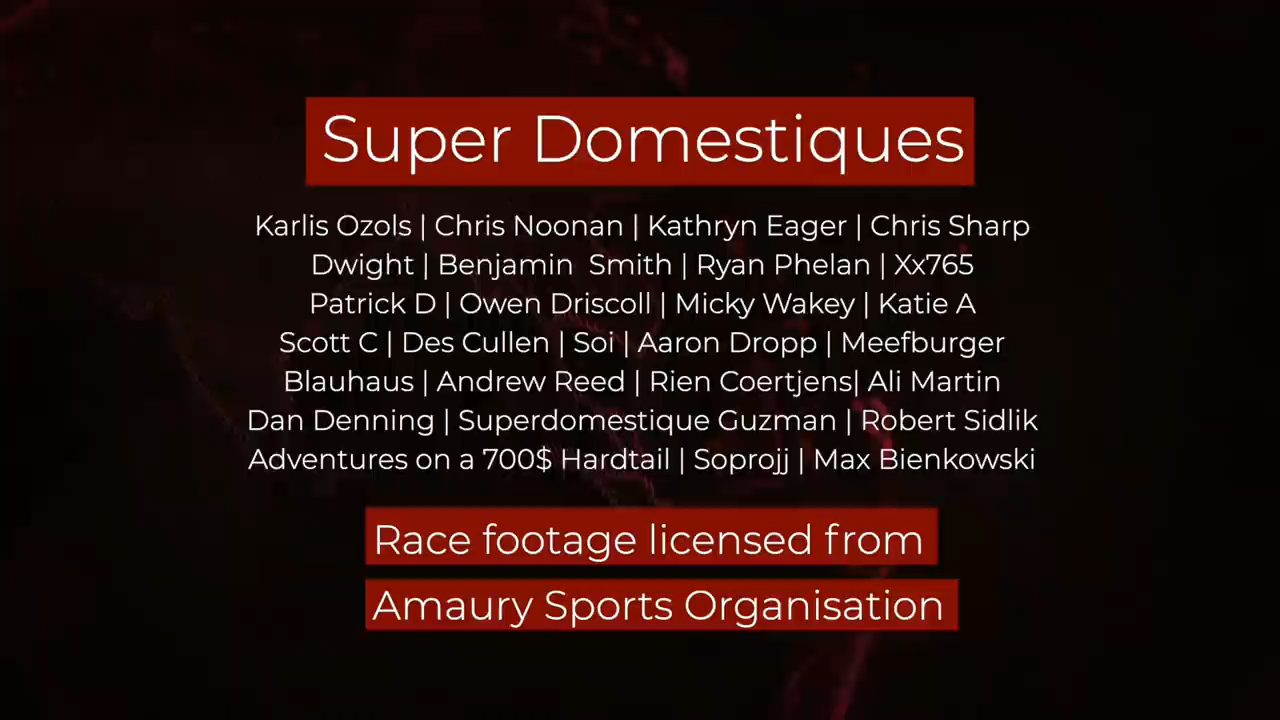 Super Domestiques
Karlis Ozols | Chris Noonan | Kathryn Eager | Chris Sharp
Dwight | Benjamin  Smith | Ryan Phelan | Xx765
Patrick D | Owen Driscoll | Micky Wakey | Katie A
Scott C | Des Cullen | Soi | Aaron Dropp | Meefburger
Blauhaus | Andrew Reed | Rien Coertjens| Ali Martin
Dan Denning | Superdomestique Guzman | Robert Sidlik
Adventures on a 700$ Hardtail | Soprojj | Max Bienkowski
Race footage licensed from
Amaury Sports Organisation